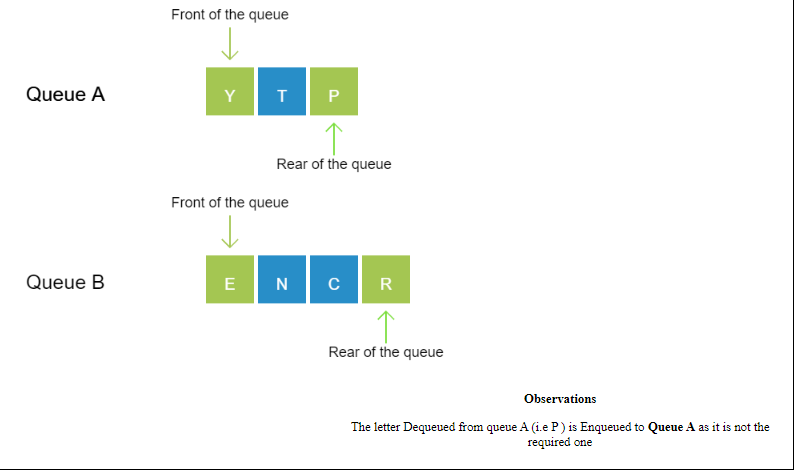 Front of the queue
Queue A
Y T P
Rear of the queue
Front of the queue
Queue B
E N C R
Rear of the queue
Observations
The letter Dequeued from queue A (i.e P ) is Enqueued to Queue A as it is not the
required one